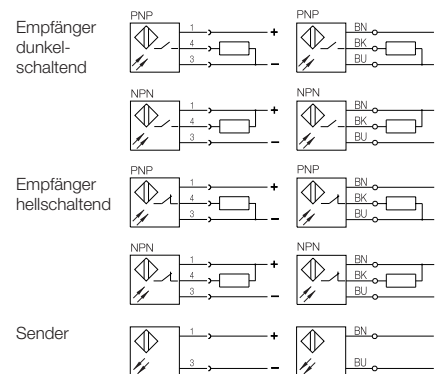 Empfänger
dunkel-
schaltend
PNP
1
+
4
3
–
PNP
BN
BK
BU
NPN
1
+
4
3
–
NPN
BN
BK
BU
Empfänger
hellschaltend
PNP
1
+
4
3
–
PNP
BN
BK
BU
NPN
1
+
4
3
–
NPN
BN
BK
BU
Sender
1
+
3
–
BN
BU